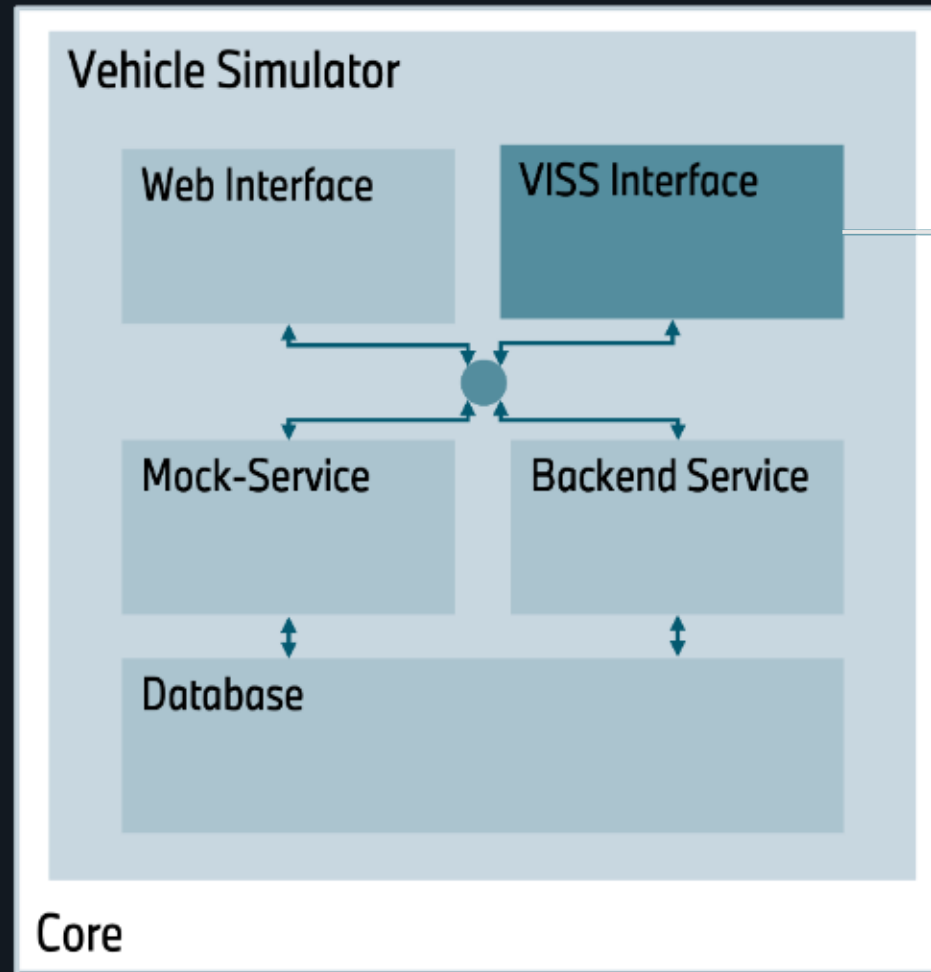 Vehicle Simulator
Web Interface
VISS Interface
Mock-Service
Backend Service
Database
Core